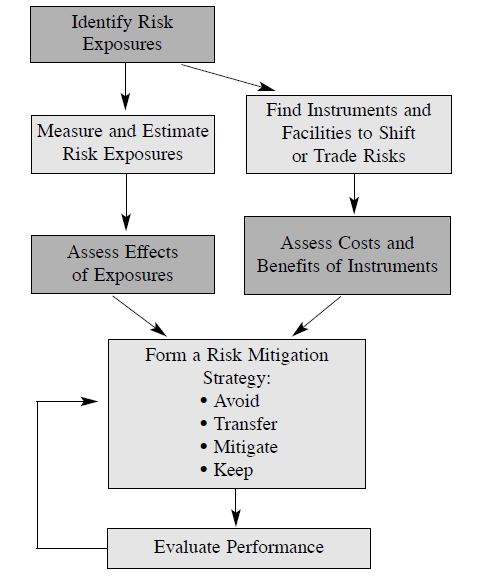 Identify Risk
Exposures
Measure and Estimate
Risk Exposures
Find Instruments and
Facilities to Shift
or Trade Risks
Assess Effects
of Exposures
Assess Costs and
Benefits of Instruments
Form a Risk Mitigation
Strategy:
• Avoid
• Transfer
• Mitigate
• Keep
Evaluate Performance